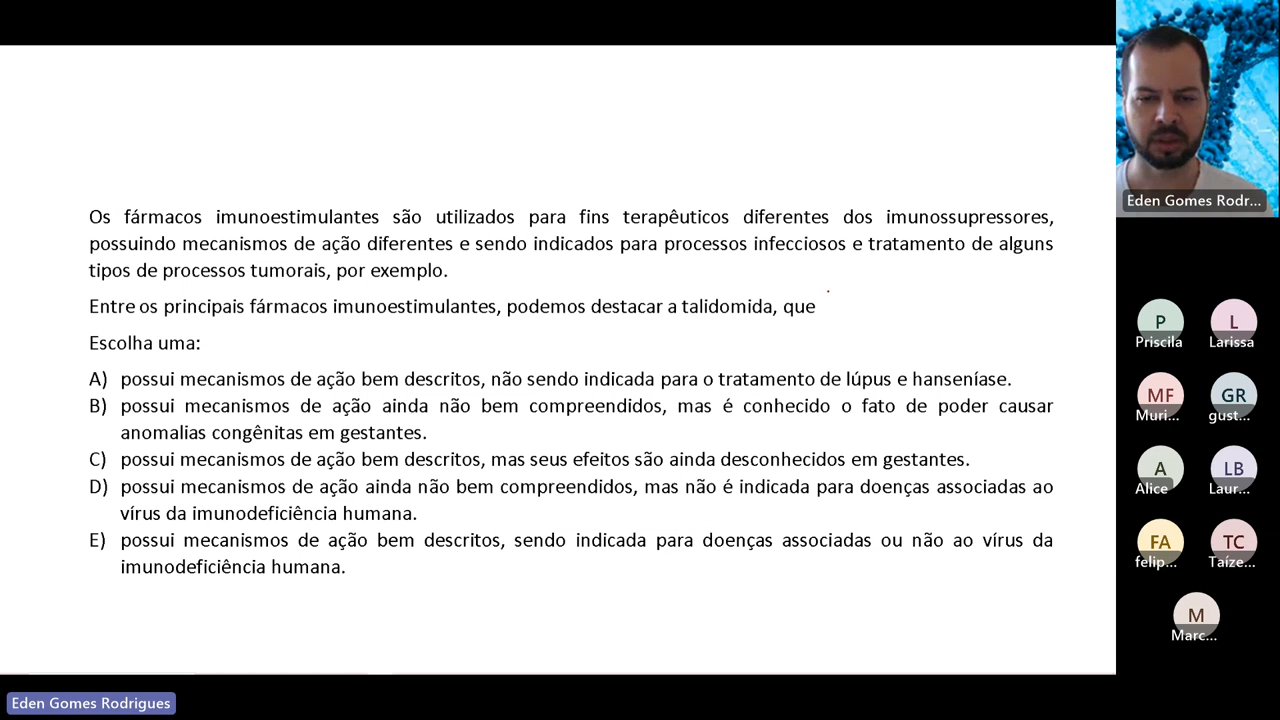 Os fármacos imunoestimulantes são utilizados para fins terapêuticos diferentes dos imunossupressores,
possuindo mecanismos de ação diferentes e sendo indicados para processos infecciosos e tratamento de alguns
tipos de processos tumorais, por exemplo.
Entre os principais fármacos imunoestimulantes, podemos destacar a talidomida, que
Escolha uma:
A) possui mecanismos de ação bem descritos, não sendo indicada para o tratamento de lúpus e hanseníase.
B) possui mecanismos de ação ainda não bem compreendidos, mas é conhecido o fato de poder causar
anomalias congênitas em gestantes.
C) possui mecanismos de ação bem descritos, mas seus efeitos são ainda desconhecidos em gestantes.
D) possui mecanismos de ação ainda não bem compreendidos, mas não é indicada para doenças associadas ao
vírus da imunodeficiência humana.
E) possui mecanismos de ação bem descritos, sendo indicada para doenças associadas ou não ao vírus da
imunodeficiência humana.
Eden Gomes Rodr...
P
Priscila
L
Larissa
MF
Muri...
GR
gust...
A
Alice
LB
Laur...
FA
felip...
TC
Taíze...
M
Marc...
Eden Gomes Rodrigues